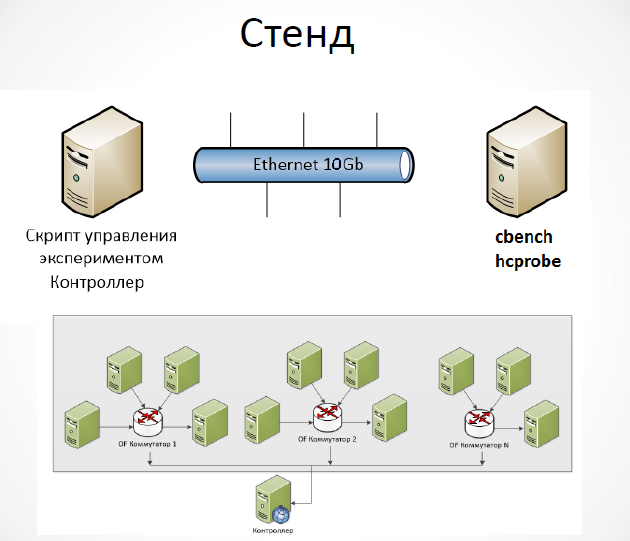 Стенд
Ethernet 10Gb
Скрипт управления
экспериментом
Контроллер
cbench
hcprobe
OF Коммутатор 1
OF Коммутатор 2
OF Коммутатор N
Контроллер